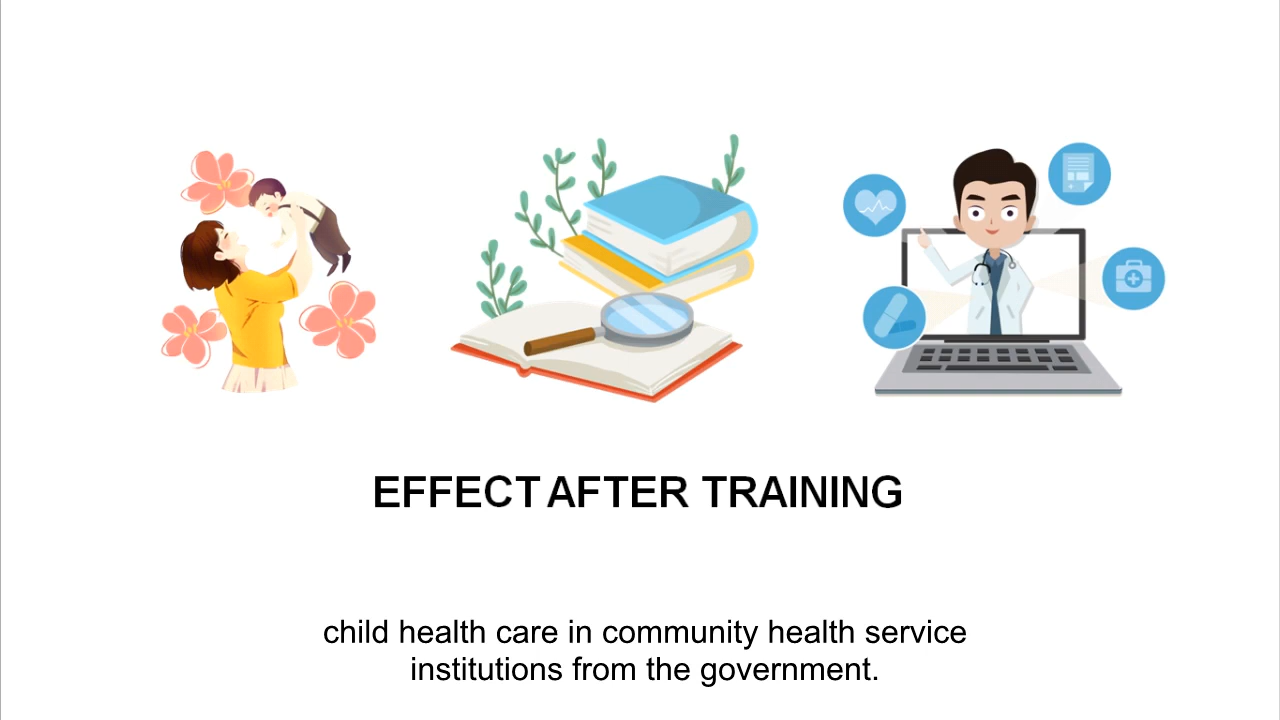 EFFECT AFTER TRAINING
child health care in community health service
institutions from the government.